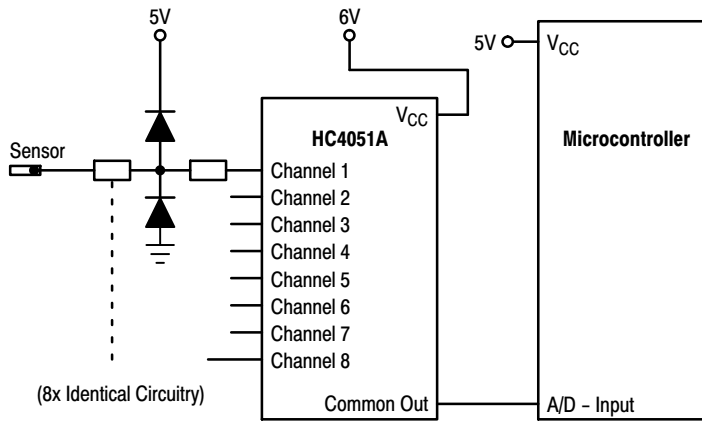 5V
6V
5V
VCC
VCC
HC4051A
Microcontroller
Sensor
Channel 1
Channel 2
Channel 3
Channel 4
Channel 5
Channel 6
Channel 7
Channel 8
(8x Identical Circuitry)
Common Out
A/D – Input